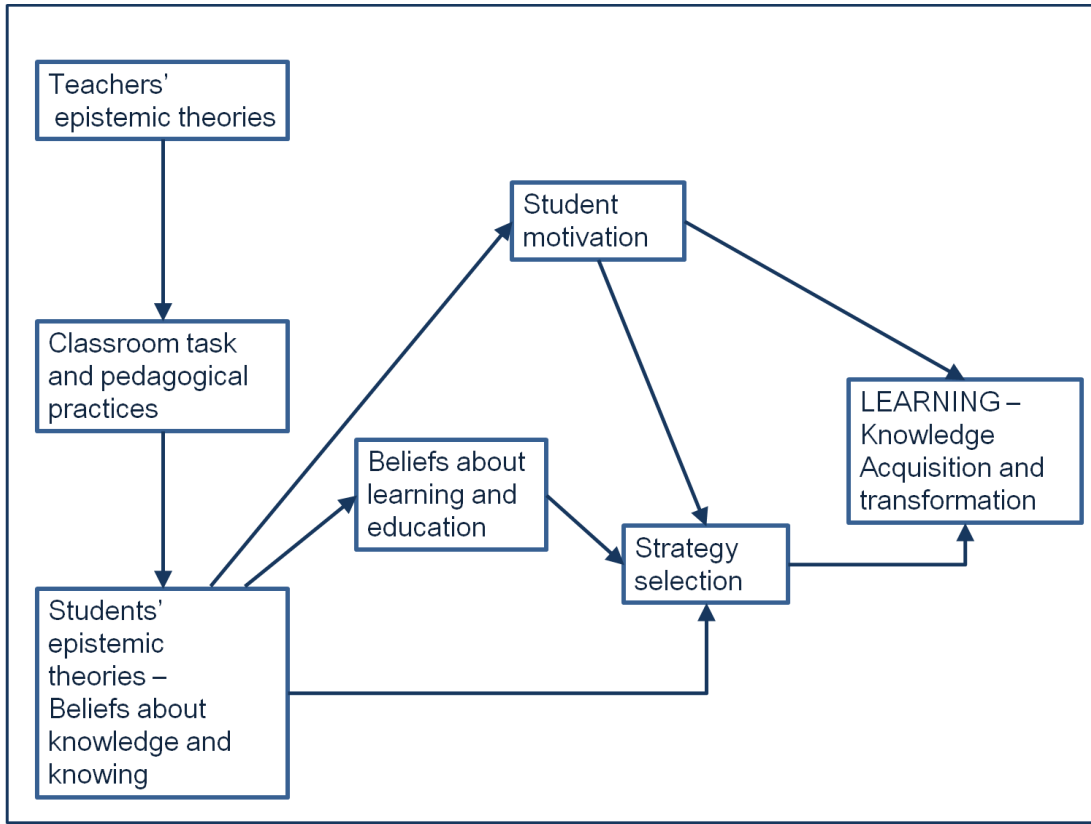 Teachers’
epistemic theories
Student
motivation
Classroom task
and pedagogical
practices
LEARNING –
Knowledge
Acquisition and
transformation
Beliefs about
learning and
education
Strategy
selection
Students’
epistemic
theories –
Beliefs about
knowledge and
knowing